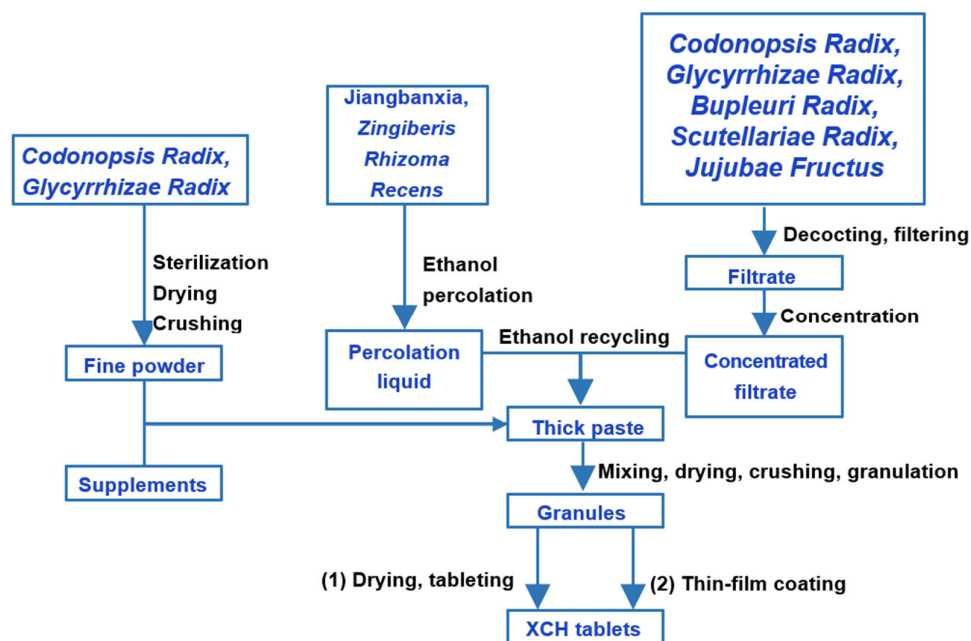 Codonopsis Radix,
Glycyrrhizae Radix,
Bupleuri Radix,
Scutellariae Radix,
Jujubae Fructus
Jiangbanxia,
Zingiberis
Rhizoma
Recens
Codonopsis Radix,
Glycyrrhizae Radix
Decocting, filtering
Sterilization
Drying
Crushing
Ethanol
percolation
Filtrate
Concentration
Ethanol recycling
Fine powder
Percolation
liquid
Concentrated
filtrate
Thick paste
Supplements
Mixing, drying, crushing, granulation
Granules
(1) Drying, tableting
(2) Thin-film coating
XCH tablets